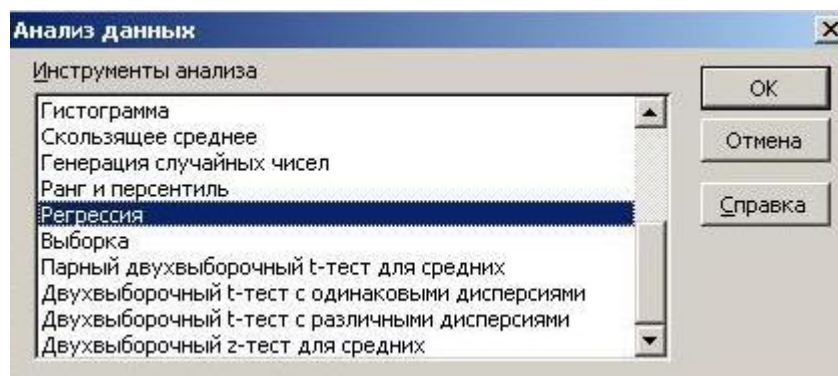 Анализ данных
Инструменты анализа
Гистограмма
Скользящее среднее
Генерация случайных чисел
Ранг и персентиль
Регрессия
Выборка
Парный двухвыборочный t-тест для средних
Двухвыборочный t-тест с одинаковыми дисперсиями
Двухвыборочный t-тест с различными дисперсиями
Двухвыборочный z-тест для средних
ОК
Отмена
Справка